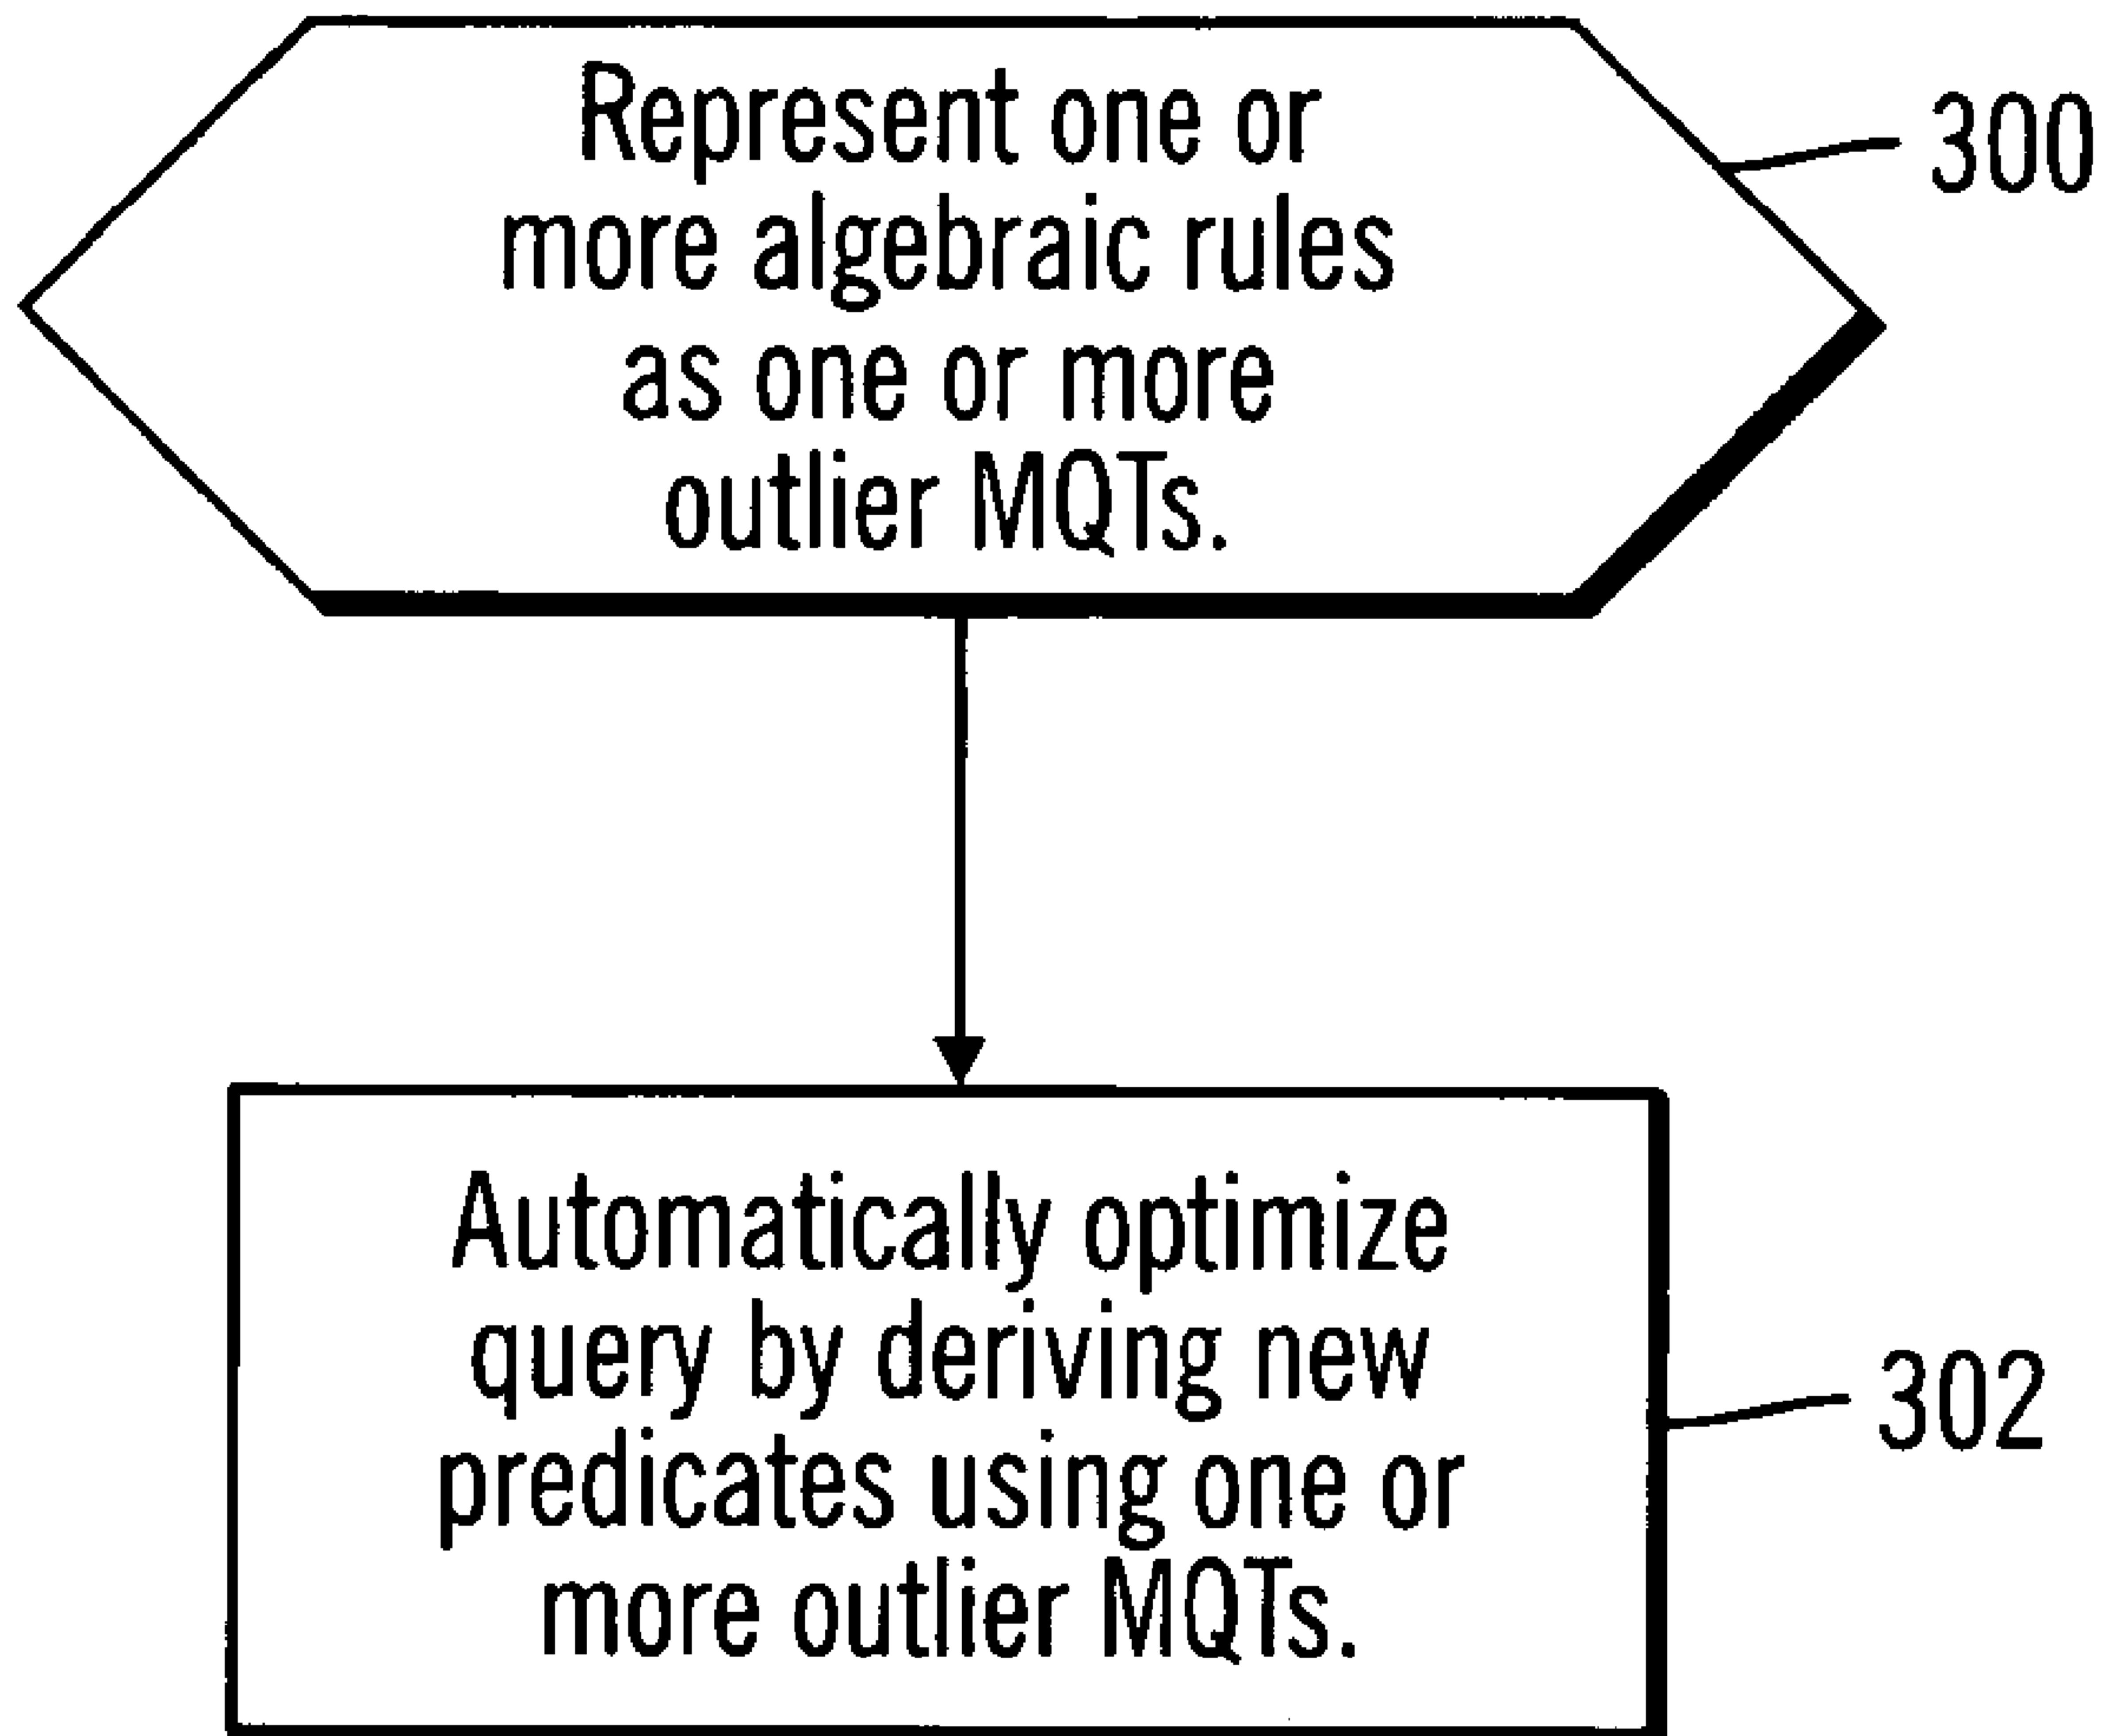 Represent one or
more algebraic rules
as one or more
outlier MQTs.
300
Automatically optimize
query by deriving new
predicates using one or
more outlier MQTs.
302